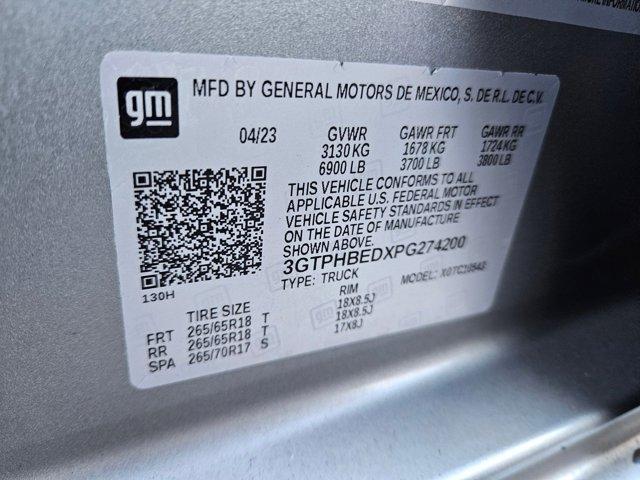 gm
MFD BY GENERAL MOTORS DE MEXICO, S. DE R.L. DE C.V.
04/23 GVWR GAWR FRT GAWR RR
3130 KG 1678 KG 1724 KG
6900 LB 3700 LB 3800 LB
THIS VEHICLE CONFORMS TO ALL
APPLICABLE U.S. FEDERAL MOTOR
VEHICLE SAFETY STANDARDS IN EFFECT
ON THE DATE OF MANUFACTURE
SHOWN ABOVE.
3GTPHBEDXPG274200
TYPE: TRUCK MODEL: X0TC10543
130H
TIRE SIZE RIM
FRT 265/65R18 T 18X8.5J
RR 265/65R18 T 18X8.5J
SPA 265/70R17 S 17X8J